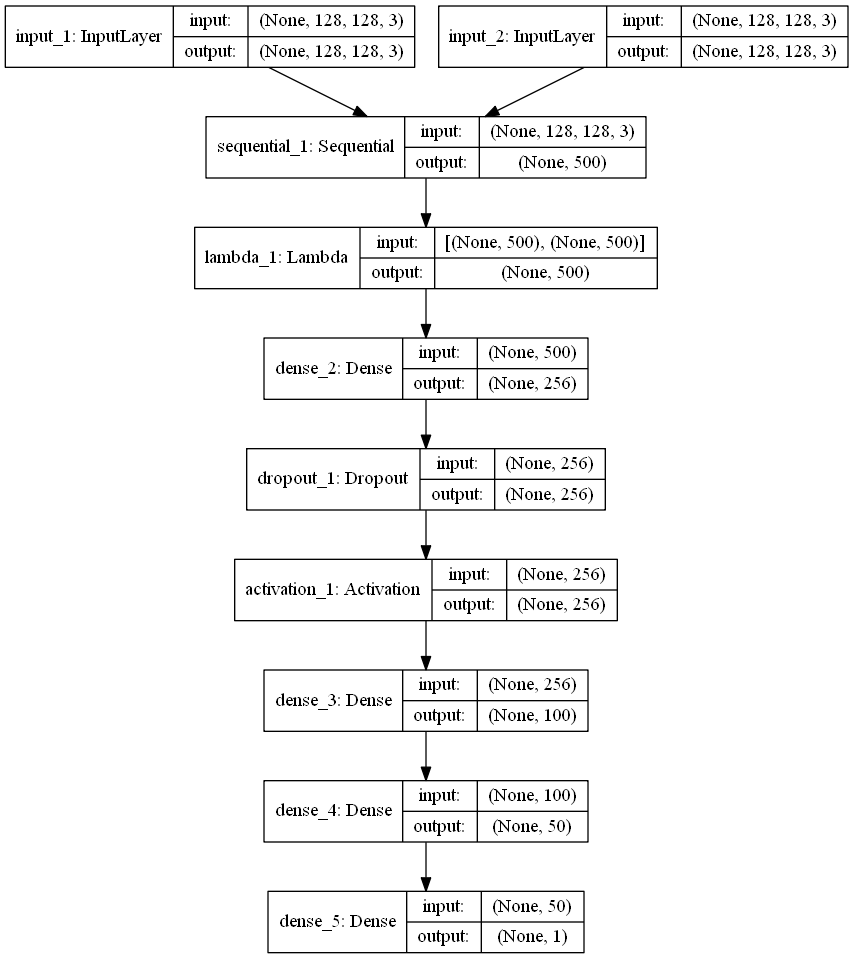 input_1: InputLayer
input: (None, 128, 128, 3)
output: (None, 128, 128, 3)
input_2: InputLayer
input: (None, 128, 128, 3)
output: (None, 128, 128, 3)
sequential_1: Sequential
input: (None, 128, 128, 3)
output: (None, 500)
lambda_1: Lambda
input: [(None, 500), (None, 500)]
output: (None, 500)
dense_2: Dense
input: (None, 500)
output: (None, 256)
dropout_1: Dropout
input: (None, 256)
output: (None, 256)
activation_1: Activation
input: (None, 256)
output: (None, 256)
dense_3: Dense
input: (None, 256)
output: (None, 100)
dense_4: Dense
input: (None, 100)
output: (None, 50)
dense_5: Dense
input: (None, 50)
output: (None, 1)